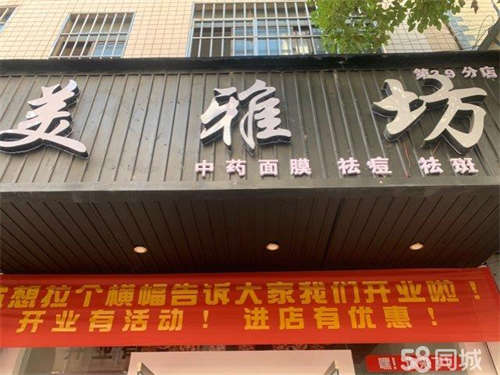 第29分店
美雅坊
中药面膜 祛痘 祛斑
想拉个横幅告诉大家我们开业啦!
开业有活动! 进店有优惠!
嘿!
58同城